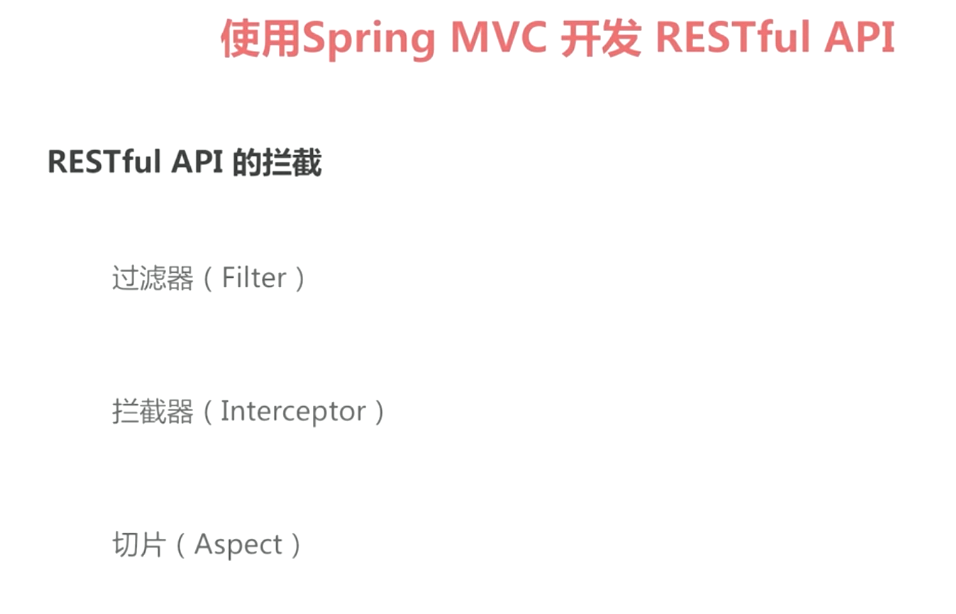 使用Spring MVC 开发 RESTful API
RESTful API 的拦截
过滤器（Filter）
拦截器（Interceptor）
切片（Aspect）